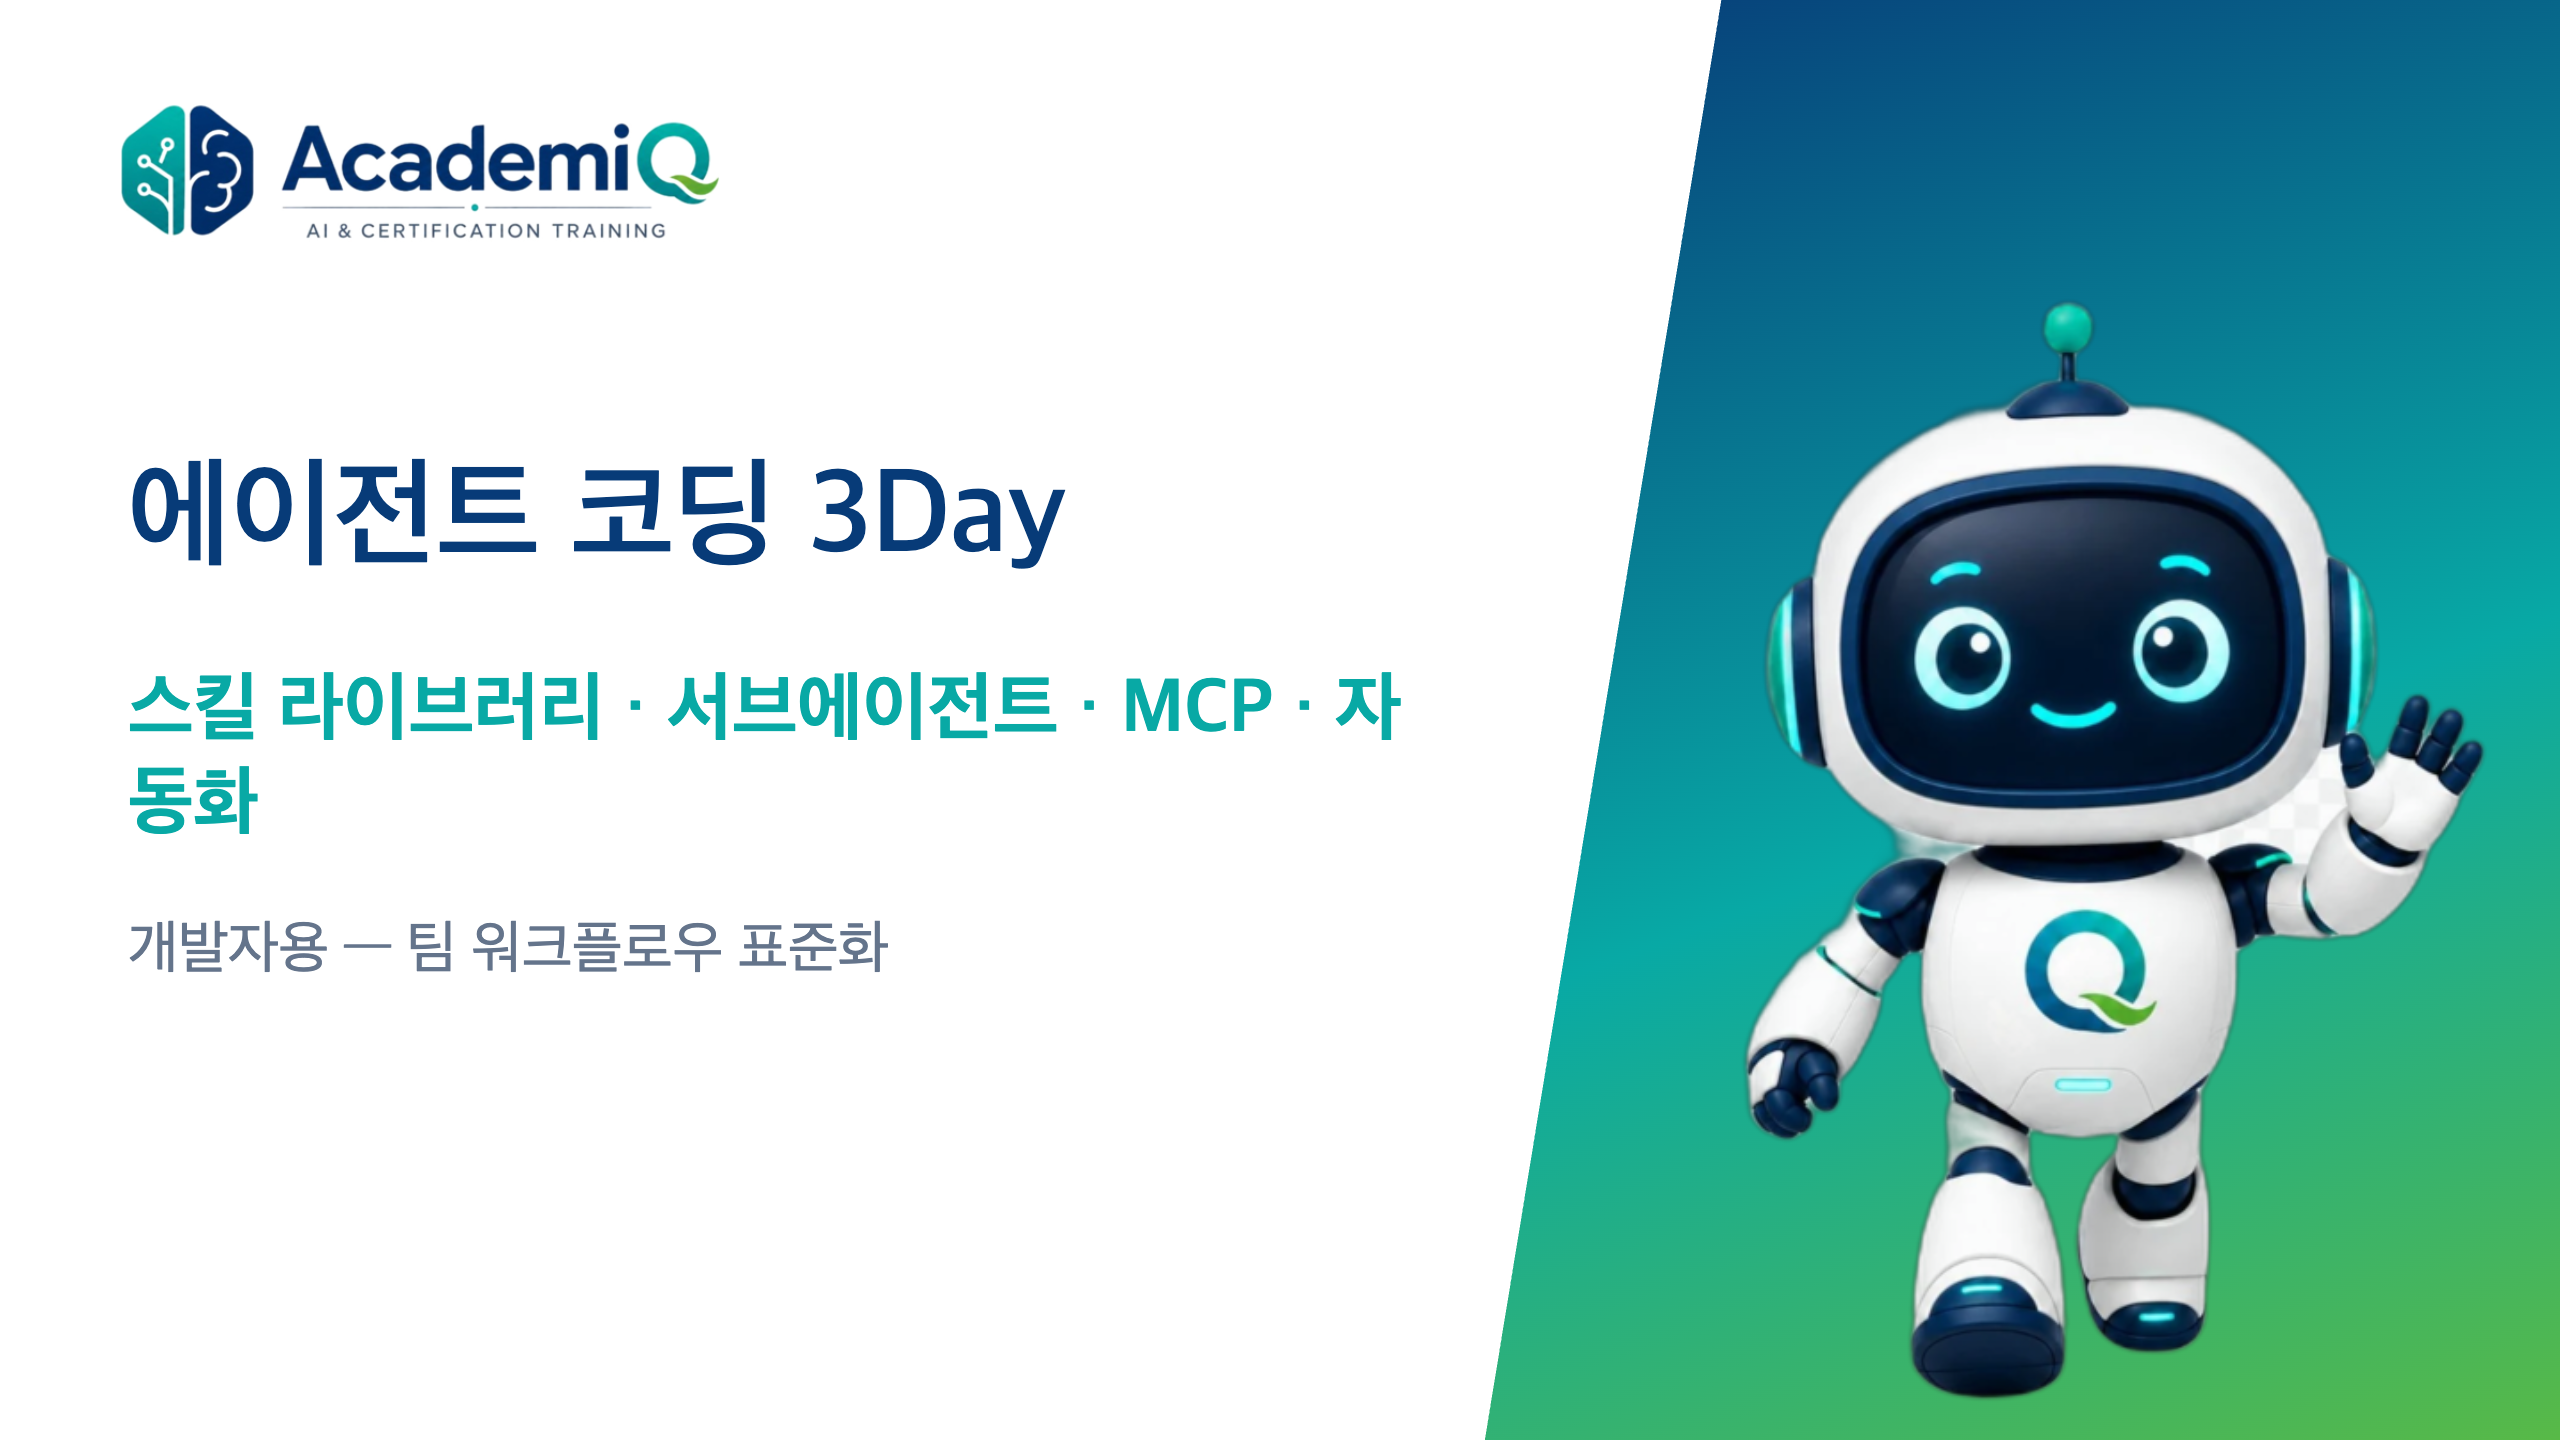 AcademiQ
AI & CERTIFICATION TRAINING
에이전트 코딩 3Day
스킬 라이브러리 · 서브에이전트 · MCP · 자
동화
개발자용 — 팀 워크플로우 표준화
Q